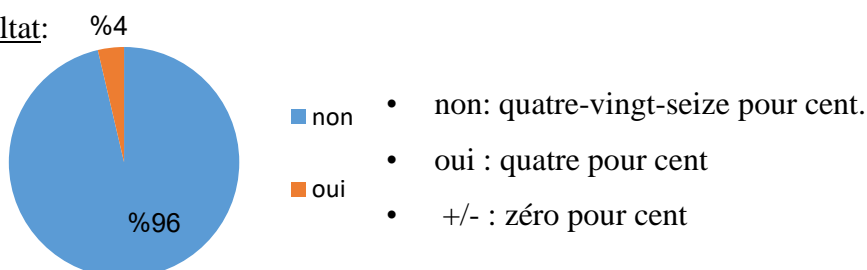 ltat:
%4
%96
non
oui
• non: quatre-vingt-seize pour cent.
• oui : quatre pour cent
• +/- : zéro pour cent